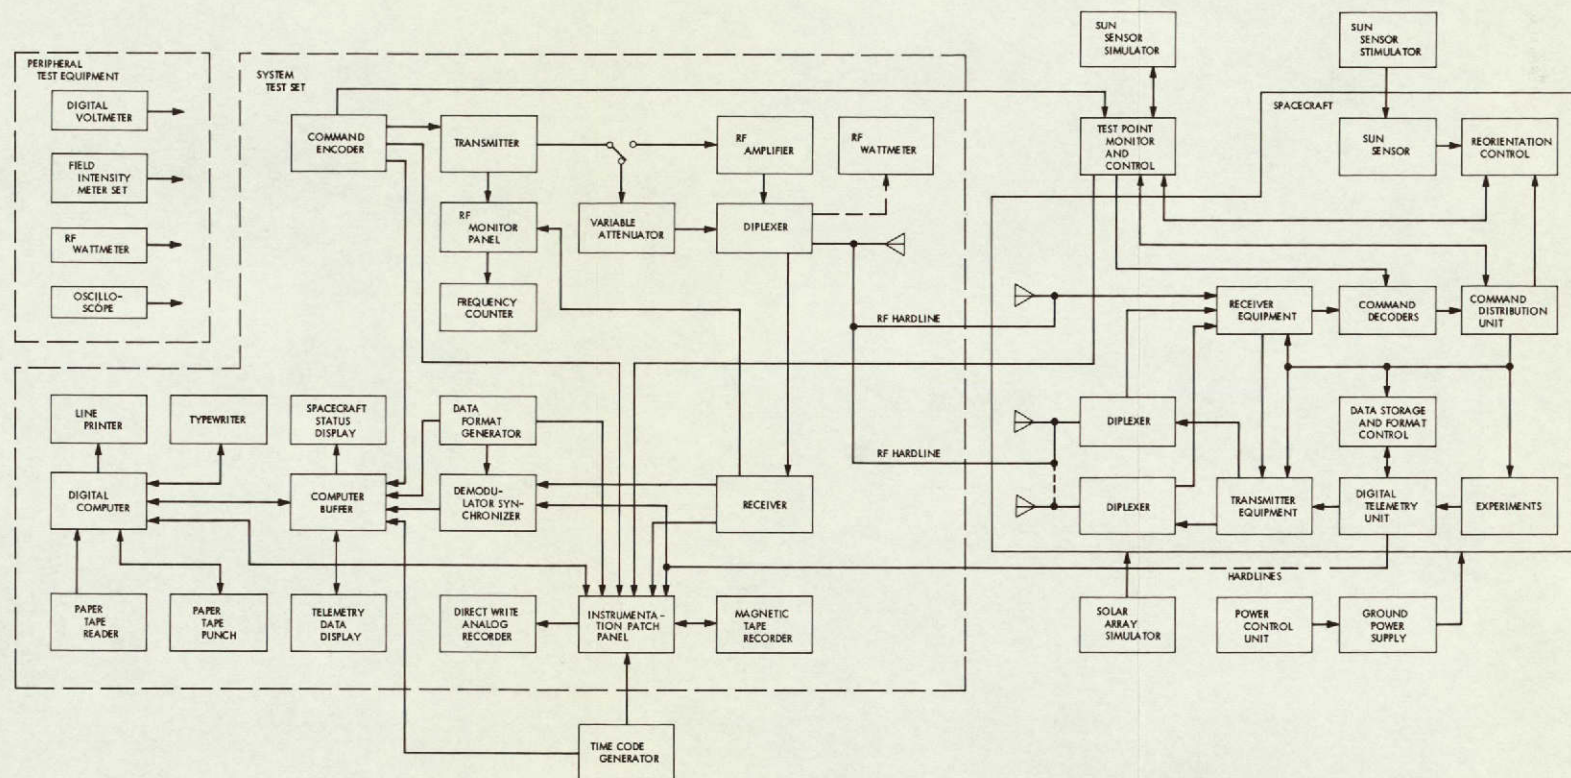 PERIPHERAL
TEST EQUIPMENT
DIGITAL
VOLTMETER
FIELD
INTENSITY
METER SET
RF
WATTMETER
OSCILLO-
SCOPE
SYSTEM
TEST SET
COMMAND
ENCODER
TRANSMITTER
RF
AMPLIFIER
RF
WATTMETER
RF
MONITOR
PANEL
VARIABLE
ATTENUATOR
DIPLEXER
FREQUENCY
COUNTER
RF HARDLINE
RF HARDLINE
LINE
PRINTER
TYPEWRITER
SPACECRAFT
STATUS
DISPLAY
DATA
FORMAT
GENERATOR
DIGITAL
COMPUTER
COMPUTER
BUFFER
DEMODU-
LATOR SYN-
CHRONIZER
RECEIVER
PAPER
TAPE
READER
PAPER
TAPE
PUNCH
TELEMETRY
DATA
DISPLAY
DIRECT WRITE
ANALOG
RECORDER
INSTRUMENTA-
TION PATCH
PANEL
MAGNETIC
TAPE
RECORDER
TIME CODE
GENERATOR
SUN
SENSOR
SIMULATOR
SUN
SENSOR
STIMULATOR
SPACECRAFT
TEST POINT
MONITOR
AND
CONTROL
SUN
SENSOR
REORIENTATION
CONTROL
RECEIVER
EQUIPMENT
COMMAND
DECODERS
COMMAND
DISTRIBUTION
UNIT
DIPLEXER
DATA STORAGE
AND FORMAT
CONTROL
DIPLEXER
TRANSMITTER
EQUIPMENT
DIGITAL
TELEMETRY
UNIT
EXPERIMENTS
HARDLINES
SOLAR
ARRAY
SIMULATOR
POWER
CONTROL
UNIT
GROUND
POWER
SUPPLY